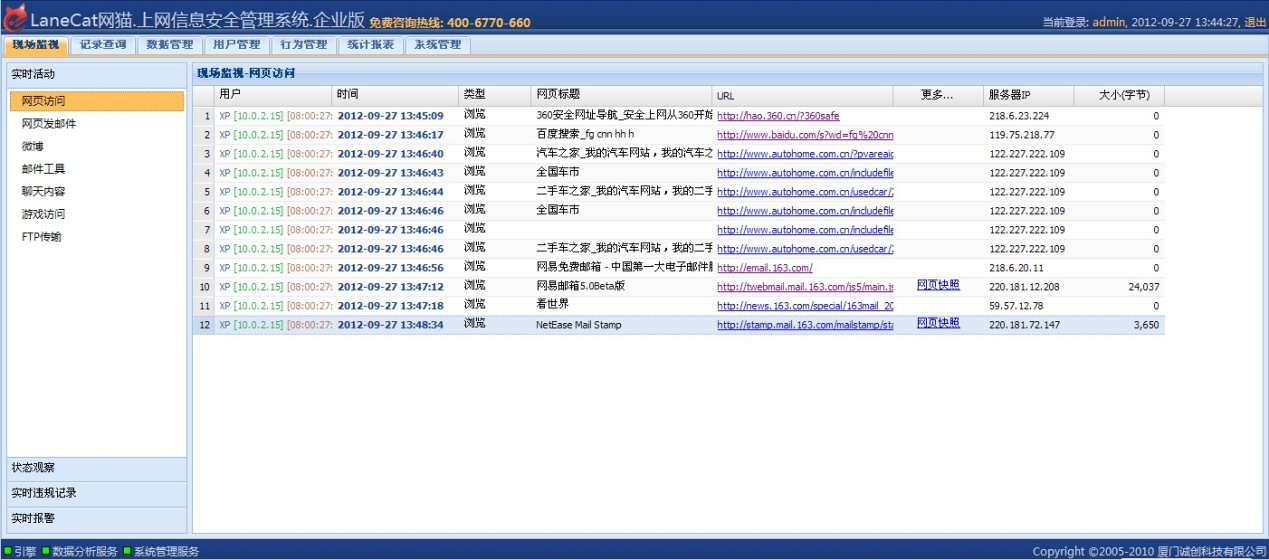 LaneCat网猫.上网信息安全管理系统.企业版 免费咨询热线: 400-6770-660 当前登录: admin, 2012-09-27 13:44:27, 退出
现场监视 记录查询 数据管理 用户管理 行为管理 统计报表 系统管理
实时活动
网页访问
网页发邮件
微博
邮件工具
聊天内容
游戏访问
FTP传输
状态观察
实时违规记录
实时报警
现场监视-网页访问
用户 时间 类型 网页标题 URL 更多... 服务器IP 大小(字节)
1 XP [10.0.2.15] [08:00:27: 2012-09-27 13:45:09 浏览 360安全网址导航_安全上网从360开始 http://hao.360.cn/?360safe 218.6.23.224 0
2 XP [10.0.2.15] [08:00:27: 2012-09-27 13:46:17 浏览 百度搜索_fg cnn hh h http://www.baidu.com/s?wd=fg%20cnn 119.75.218.77 0
3 XP [10.0.2.15] [08:00:27: 2012-09-27 13:46:40 浏览 汽车之家_我的汽车网站，我的汽车之 http://www.autohome.com.cn/?pvareaid 122.227.222.109 0
4 XP [10.0.2.15] [08:00:27: 2012-09-27 13:46:43 浏览 全国车市 http://www.autohome.com.cn/includefile 122.227.222.109 0
5 XP [10.0.2.15] [08:00:27: 2012-09-27 13:46:44 浏览 二手车之家_我的汽车网站，我的二手 http://www.autohome.com.cn/usedcar/ 122.227.222.109 0
6 XP [10.0.2.15] [08:00:27: 2012-09-27 13:46:46 浏览 全国车市 http://www.autohome.com.cn/includefile 122.227.222.109 0
7 XP [10.0.2.15] [08:00:27: 2012-09-27 13:46:46 浏览 http://www.autohome.com.cn/includefile 122.227.222.109 0
8 XP [10.0.2.15] [08:00:27: 2012-09-27 13:46:46 浏览 二手车之家_我的汽车网站，我的二手 http://www.autohome.com.cn/usedcar/ 122.227.222.109 0
9 XP [10.0.2.15] [08:00:27: 2012-09-27 13:46:56 浏览 网易免费邮箱 - 中国第一大电子邮件 http://email.163.com/ 218.6.20.11 0
10 XP [10.0.2.15] [08:00:27: 2012-09-27 13:47:12 浏览 网易邮箱5.0Beta版 http://twebmail.mail.163.com/js5/main.js 网页快照 220.181.12.208 24,037
11 XP [10.0.2.15] [08:00:27: 2012-09-27 13:47:18 浏览 看世界 http://news.163.com/special/163mail_20 59.57.12.78 0
12 XP [10.0.2.15] [08:00:27: 2012-09-27 13:48:34 浏览 NetEase Mail Stamp http://stamp.mail.163.com/mailstamp/sta 网页快照 220.181.72.147 3,650
引擎 数据分析服务 系统管理服务 Copyright ©2005-2010 厦门诚创科技有限公司